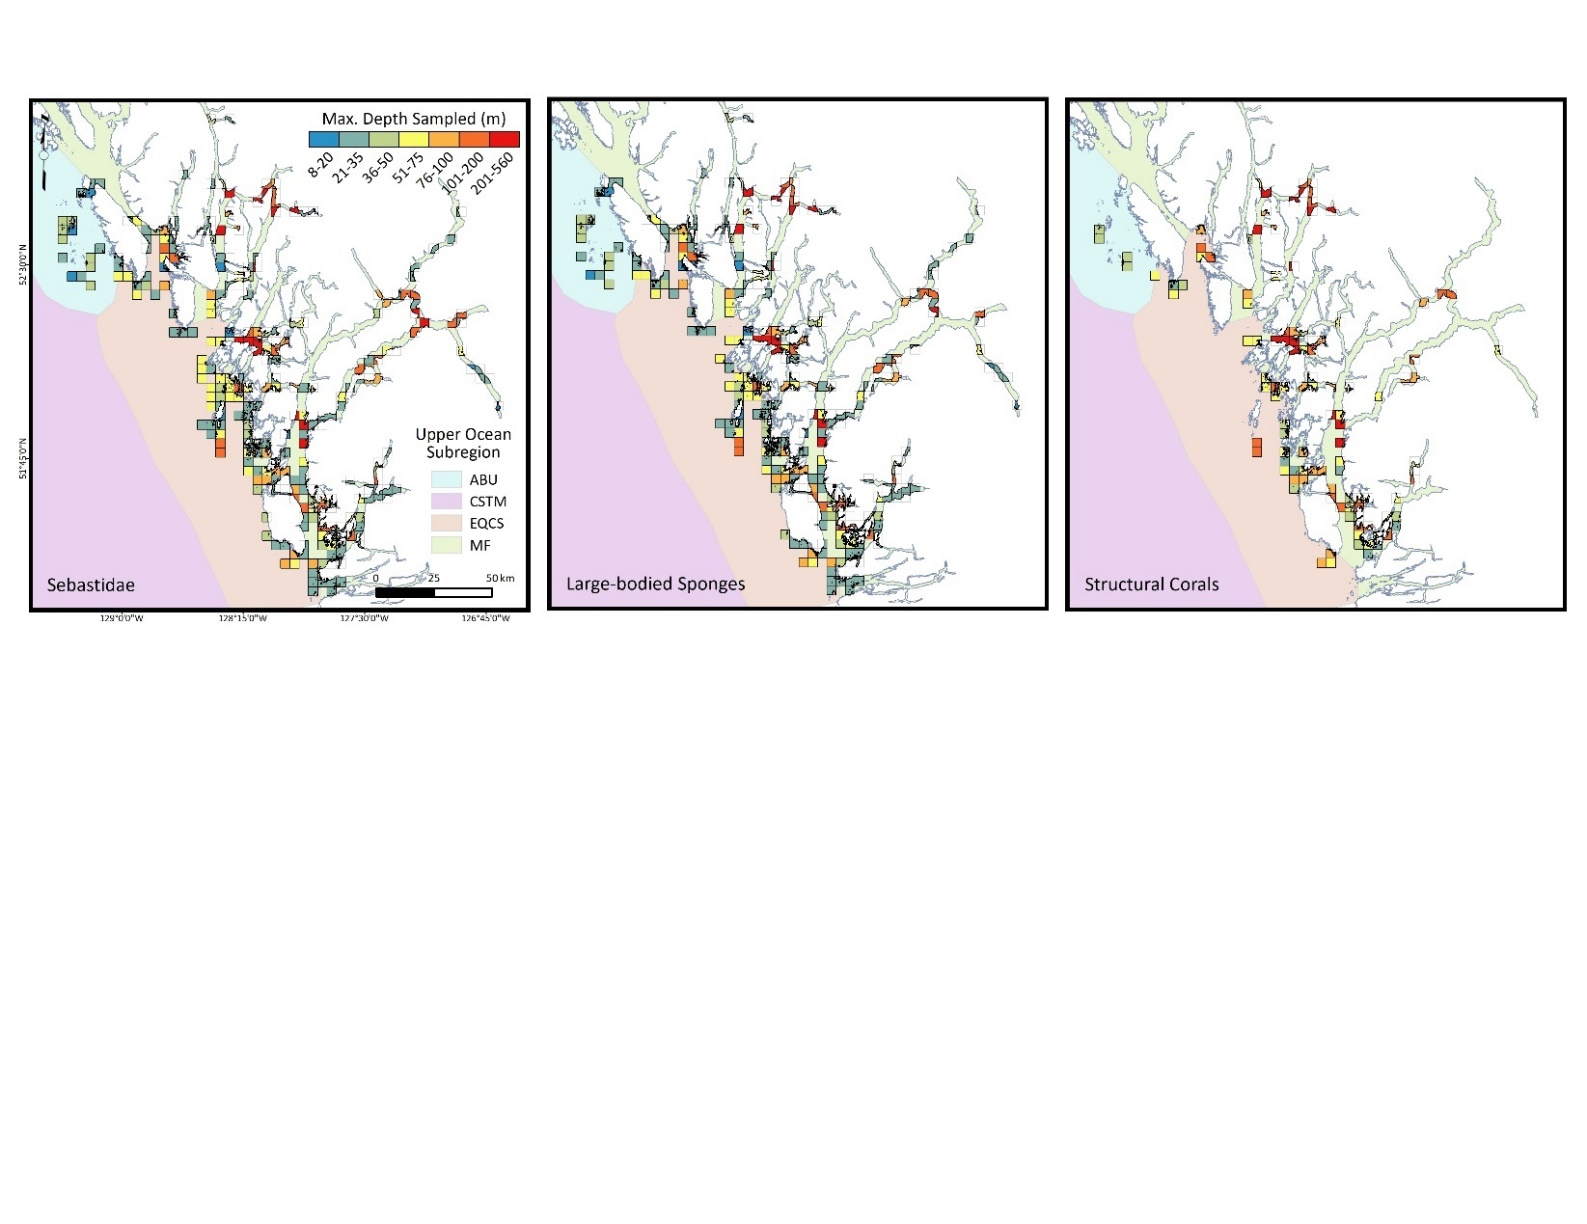 Max. Depth Sampled (m)
8-20
21-35
36-50
51-75
76-100
101-200
201-560
52°30'0"N
51°45'0"N
Upper Ocean
Subregion
ABU
CSTM
EQCS
MF
0 25 50 km
Sebastidae
Large-bodied Sponges
Structural Corals
129°0'0"W 128°15'0"W 127°30'0"W 126°45'0"W